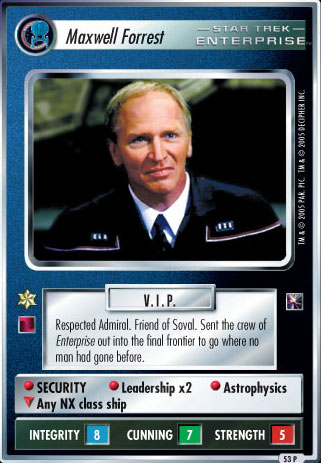 Maxwell Forrest
STAR TREK
ENTERPRISE™
TM & © 2005 PAR. PIC. TM & © 2005 DECIPHER INC.
V.I.P.
Respected Admiral. Friend of Soval. Sent the crew of
Enterprise out into the final frontier to go where no
man had gone before.
SECURITY Leadership x2 Astrophysics
Any NX class ship
INTEGRITY 8 CUNNING 7 STRENGTH 5
53 P